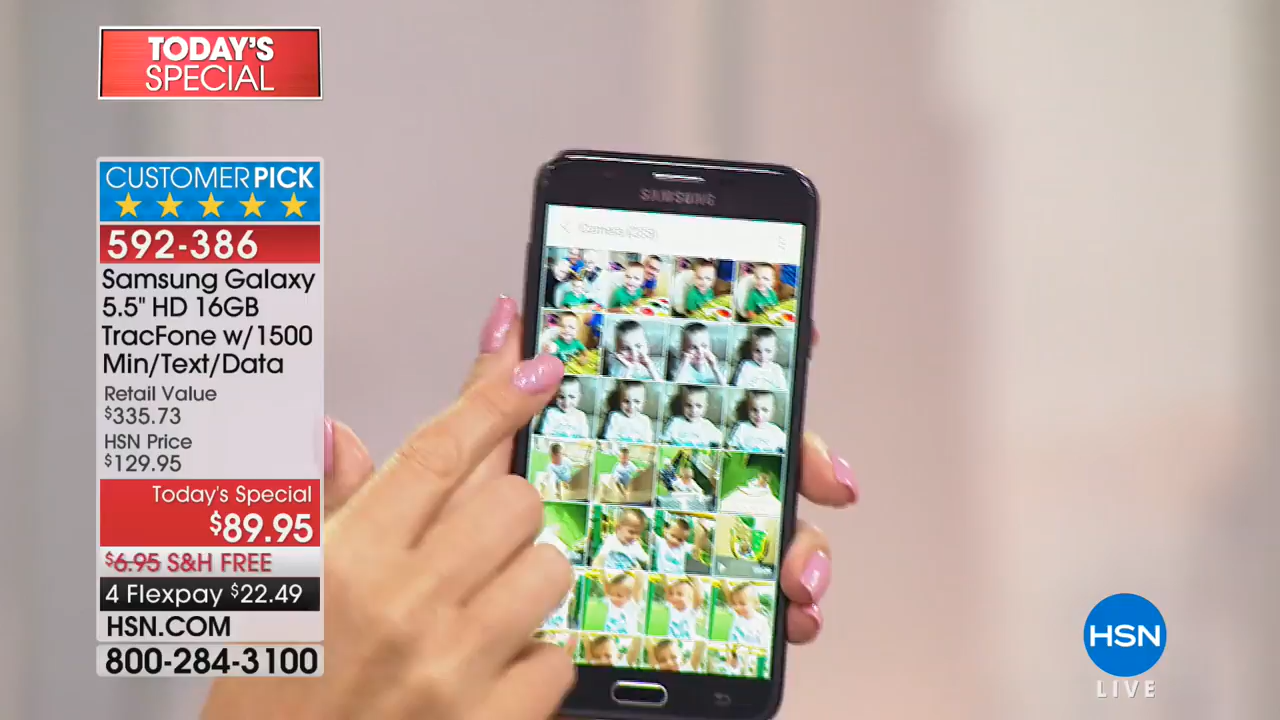 TODAY'S
SPECIAL
CUSTOMER PICK
592-386
Samsung Galaxy
5.5" HD 16GB
TracFone w/1500
Min/Text/Data
Retail Value
$335.73
HSN Price
$129.95
Today's Special
$89.95
$6.95 S&H FREE
4 Flexpay $22.49
HSN.COM
800-284-3100
SAMSUNG
Camera
HSN
LIVE